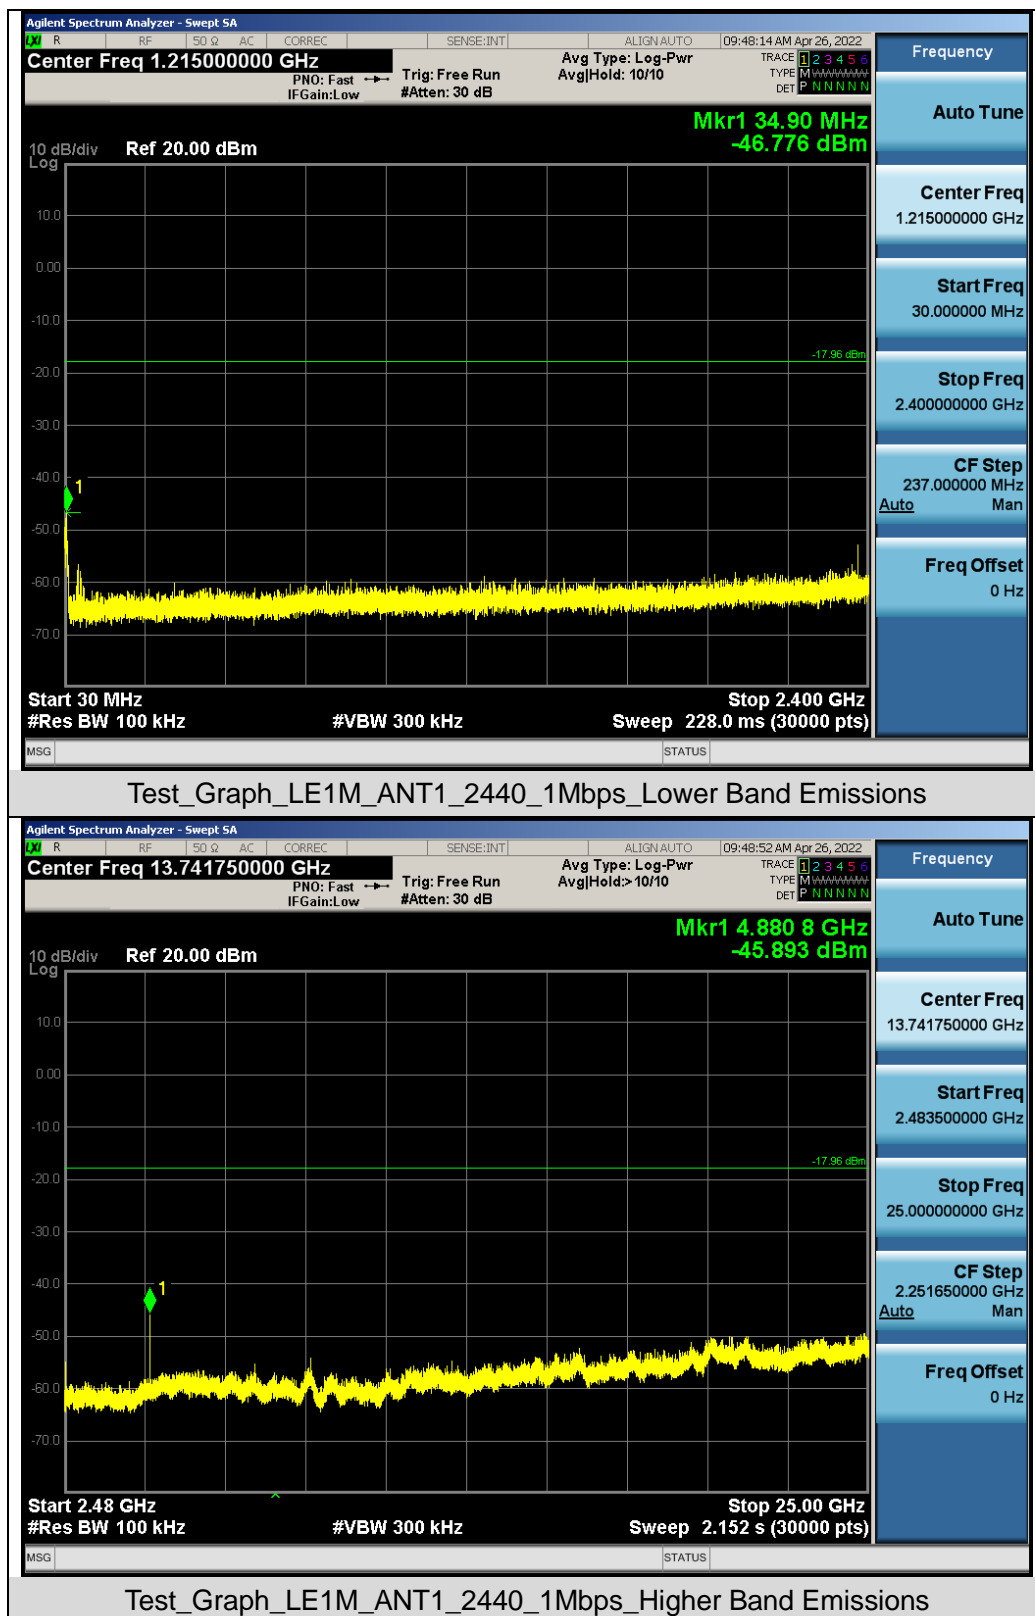 Agilent Spectrum Analyzer - Swept SA
LXI R RF 50 Ω AC CORREC SENSE:INT ALIGN AUTO 09:48:14 AM Apr 26, 2022
Center Freq 1.215000000 GHz
PNO: Fast
IFGain:Low
Trig: Free Run
#Atten: 30 dB
Avg Type: Log-Pwr
Avg|Hold: 10/10
TRACE 1 2 3 4 5 6
TYPE M WWWWW
DET P N N N N N
Mkr1 34.90 MHz
-46.776 dBm
10 dB/div Ref 20.00 dBm
Log
10.0
0.00
-10.0
-17.96 dBm
-20.0
-30.0
-40.0
1
-50.0
-60.0
-70.0
Start 30 MHz Stop 2.400 GHz
#Res BW 100 kHz #VBW 300 kHz Sweep 228.0 ms (30000 pts)
MSG STATUS
Frequency
Auto Tune
Center Freq
1.215000000 GHz
Start Freq
30.000000 MHz
Stop Freq
2.400000000 GHz
CF Step
237.000000 MHz
Auto Man
Freq Offset
0 Hz
Test_Graph_LE1M_ANT1_2440_1Mbps_Lower Band Emissions
Agilent Spectrum Analyzer - Swept SA
LXI R RF 50 Ω AC CORREC SENSE:INT ALIGN AUTO 09:48:52 AM Apr 26, 2022
Center Freq 13.741750000 GHz
PNO: Fast
IFGain:Low
Trig: Free Run
#Atten: 30 dB
Avg Type: Log-Pwr
Avg|Hold:>10/10
TRACE 1 2 3 4 5 6
TYPE M WWWWW
DET P N N N N N
Mkr1 4.880 8 GHz
-45.893 dBm
10 dB/div Ref 20.00 dBm
Log
10.0
0.00
-10.0
-17.96 dBm
-20.0
-30.0
-40.0
1
-50.0
-60.0
-70.0
Start 2.48 GHz Stop 25.00 GHz
#Res BW 100 kHz #VBW 300 kHz Sweep 2.152 s (30000 pts)
MSG STATUS
Frequency
Auto Tune
Center Freq
13.741750000 GHz
Start Freq
2.483500000 GHz
Stop Freq
25.000000000 GHz
CF Step
2.251650000 GHz
Auto Man
Freq Offset
0 Hz
Test_Graph_LE1M_ANT1_2440_1Mbps_Higher Band Emissions